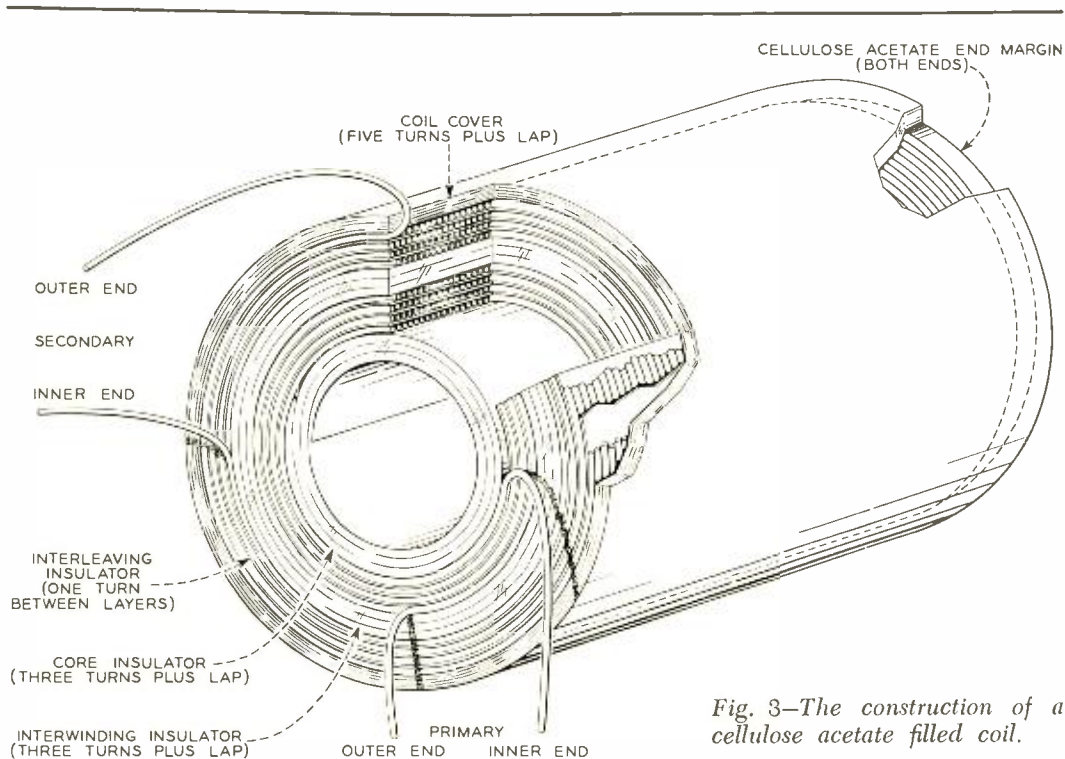 CELLULOSE ACETATE END MARGIN
(BOTH ENDS)
COIL COVER
(FIVE TURNS PLUS LAP)
OUTER END
SECONDARY
INNER END
INTERLEAVING
INSULATOR
(ONE TURN
BETWEEN LAYERS)
CORE INSULATOR
(THREE TURNS PLUS LAP)
INTERWINDING INSULATOR
(THREE TURNS PLUS LAP)
PRIMARY
OUTER END INNER END
Fig. 3—The construction of a
cellulose acetate filled coil.